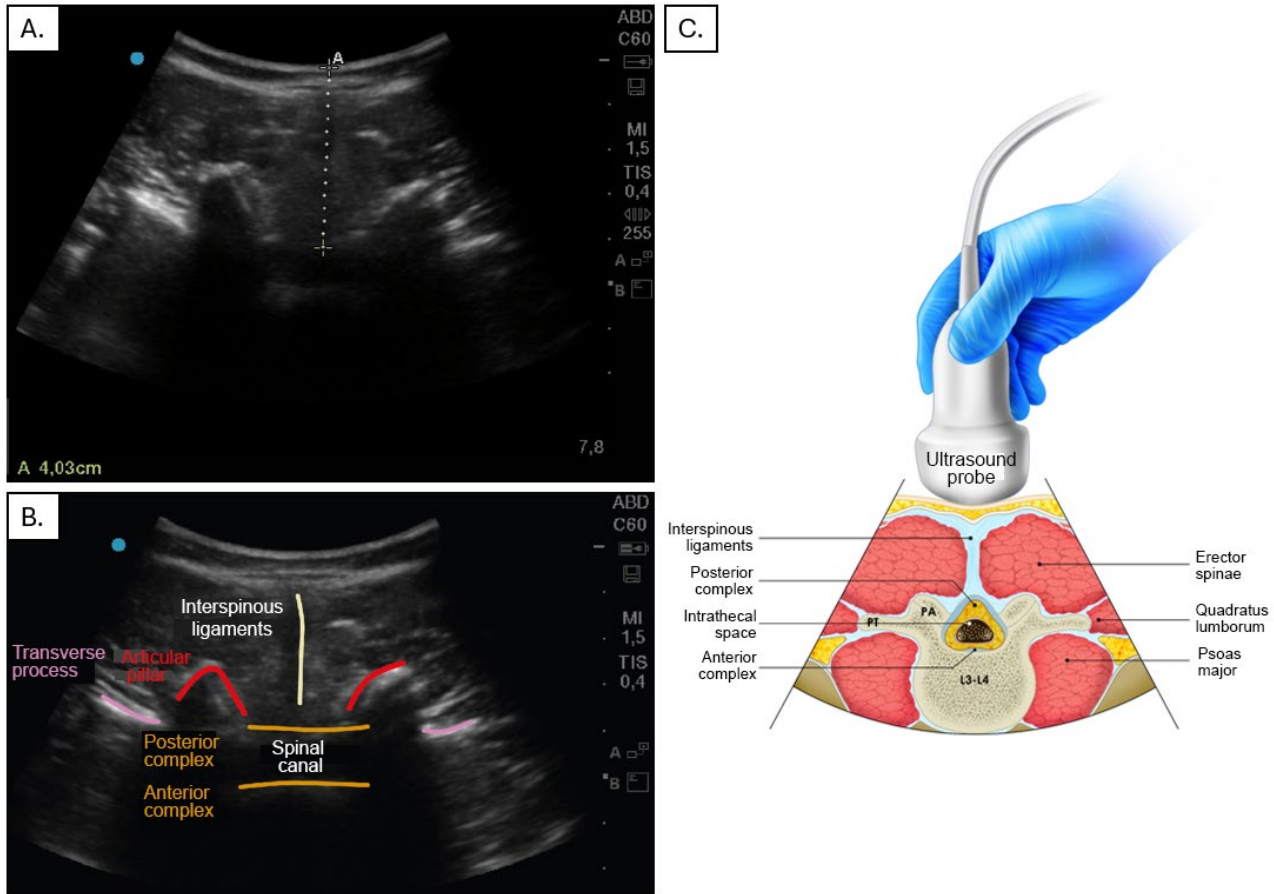 A.
A
ABD
C60
MI
1,5
TIS
0,4
255
A
B
7,8
A 4,03cm
B.
ABD
C60
MI
1,5
TIS
0,4
A
B
Interspinous
ligaments
Transverse
process
Articular
pillar
Posterior
complex
Spinal
canal
Anterior
complex
C.
Ultrasound
probe
Interspinous
ligaments
Posterior
complex
Intrathecal
space
Anterior
complex
Erector
spinae
Quadratus
lumborum
Psoas
major
PA
PT
L3-L4